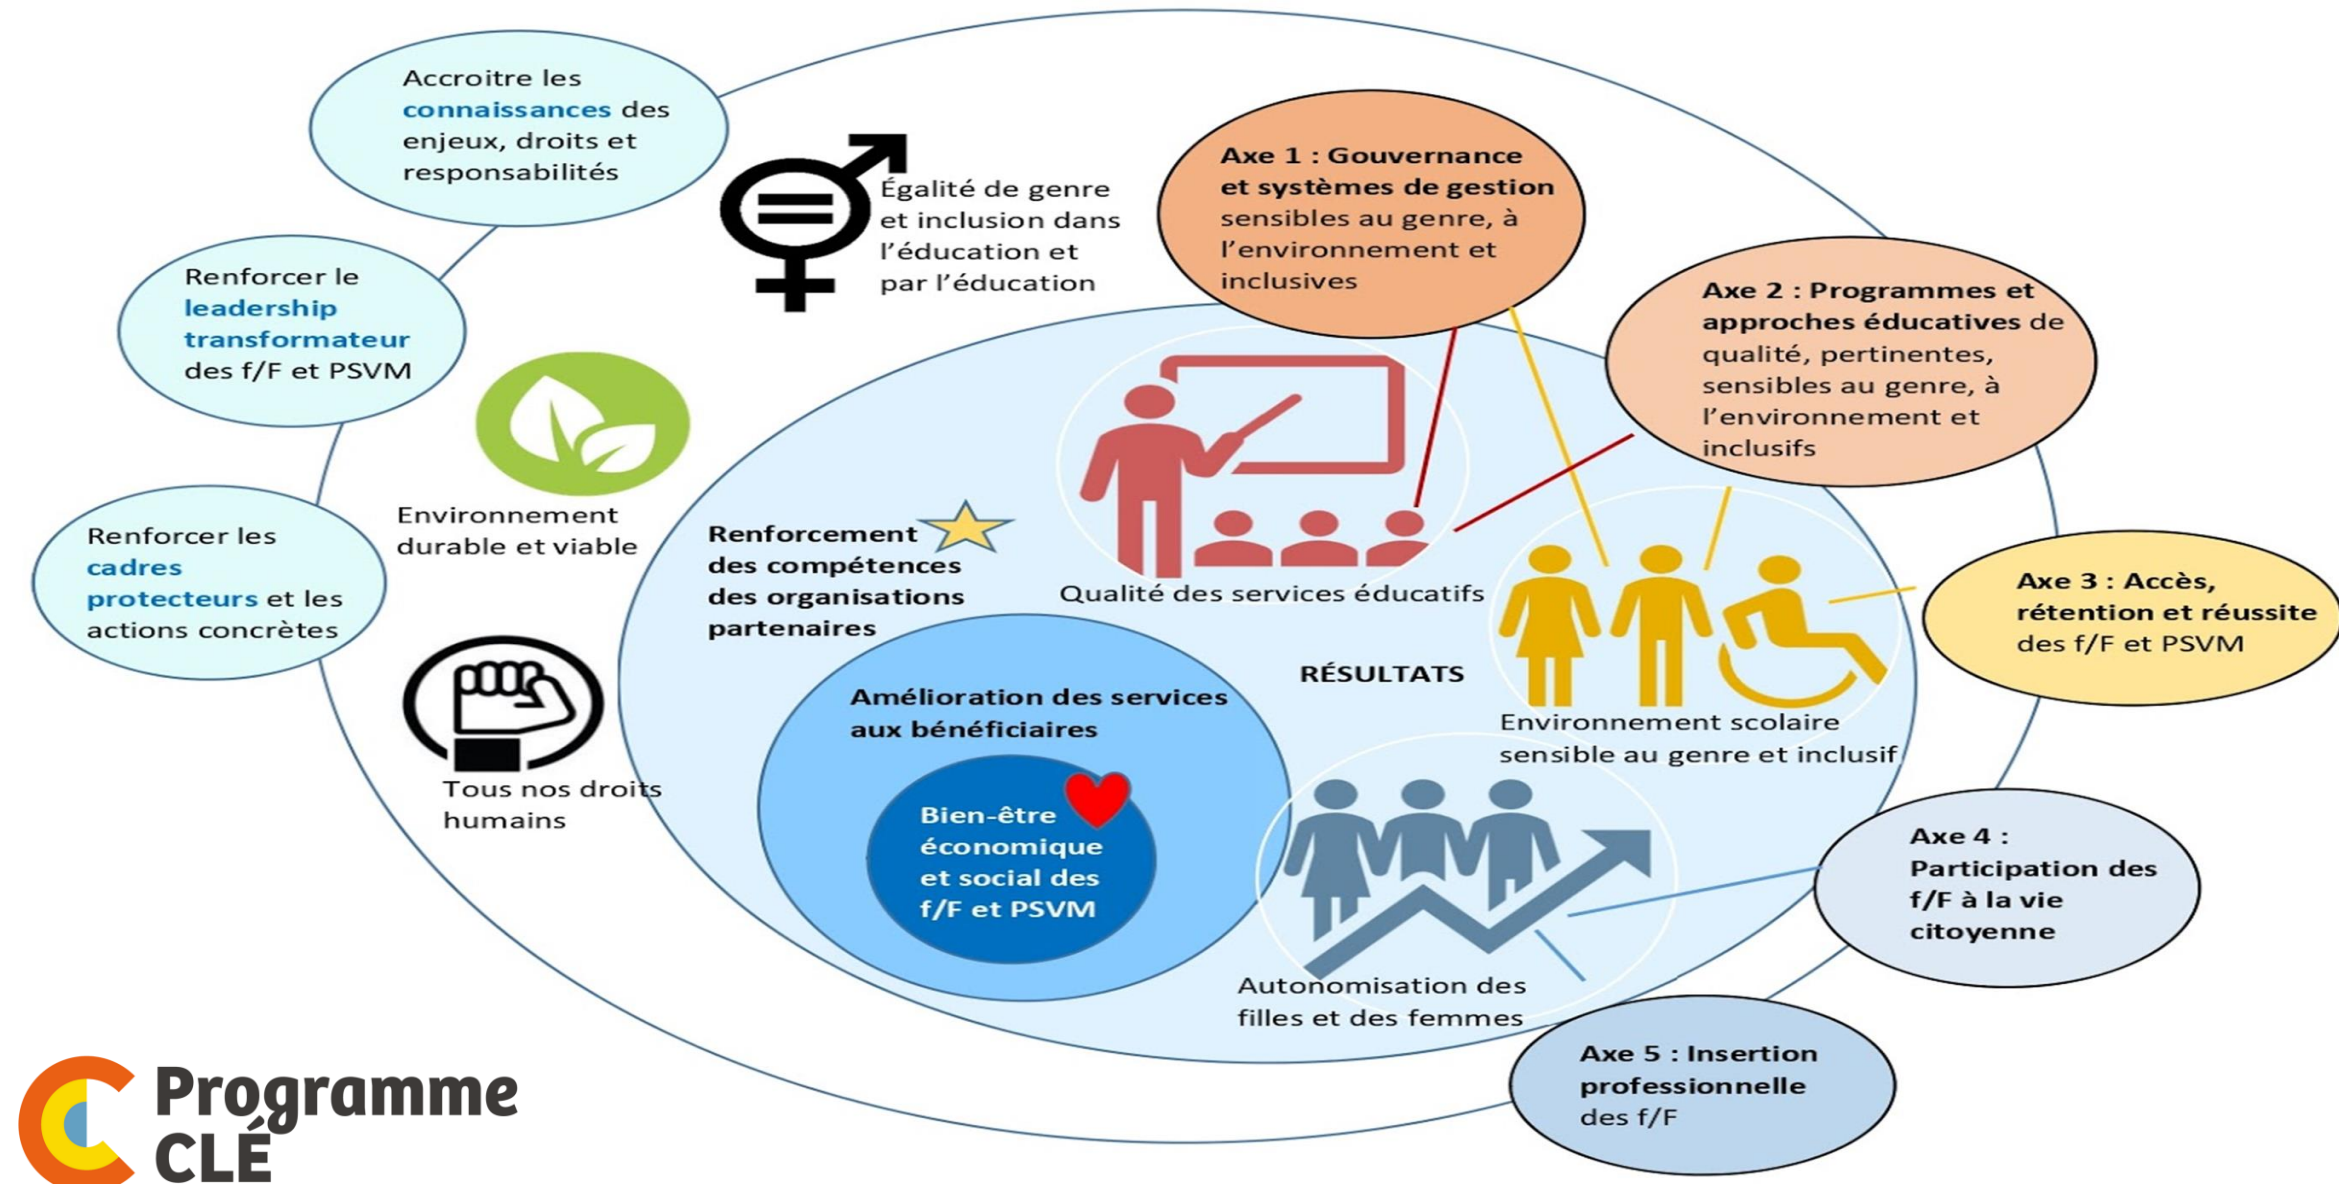 Accroitre les
connaissances des
enjeux, droits et
responsabilités
Renforcer le
leadership
transformateur
des f/F et PSVM
Renforcer les
cadres
protecteurs et les
actions concrètes
Égalité de genre
et inclusion dans
l'éducation et
par l'éducation
Environnement
durable et viable
Tous nos droits
humains
Axe 1 : Gouvernance
et systèmes de gestion
sensibles au genre, à
l'environnement et
inclusives
Axe 2 : Programmes et
approches éducatives de
qualité, pertinentes,
sensibles au genre, à
l'environnement et
inclusifs
Axe 3 : Accès,
rétention et réussite
des f/F et PSVM
Axe 4 :
Participation des
f/F à la vie
citoyenne
Axe 5 : Insertion
professionnelle
des f/F
Renforcement
des compétences
des organisations
partenaires
Qualité des services éducatifs
RÉSULTATS
Environnement scolaire
sensible au genre et inclusif
Autonomisation des
filles et des femmes
Amélioration des services
aux bénéficiaires
Bien-être
économique
et social des
f/F et PSVM
Programme
CLÉ